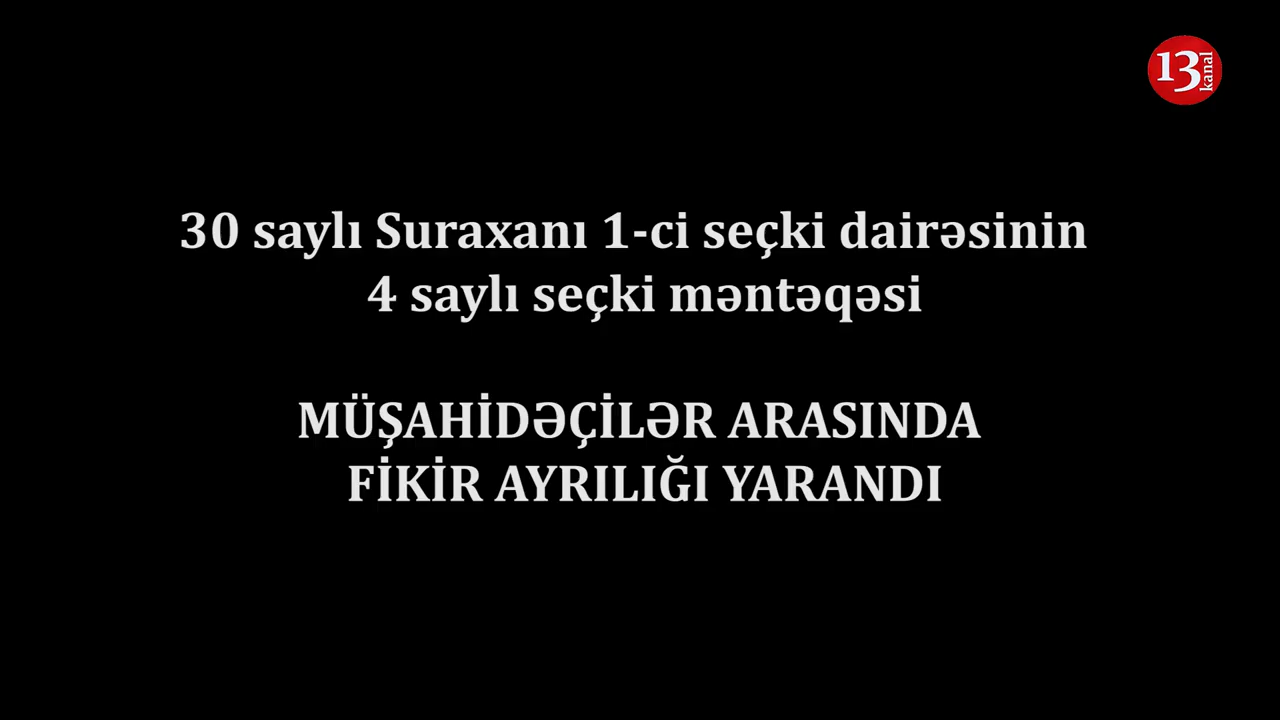 13 kanal
30 saylı Suraxanı 1-ci seçki dairəsinin
4 saylı seçki məntəqəsi
MÜŞAHİDƏÇİLƏR ARASINDA
FİKİR AYRILIĞI YARANDI